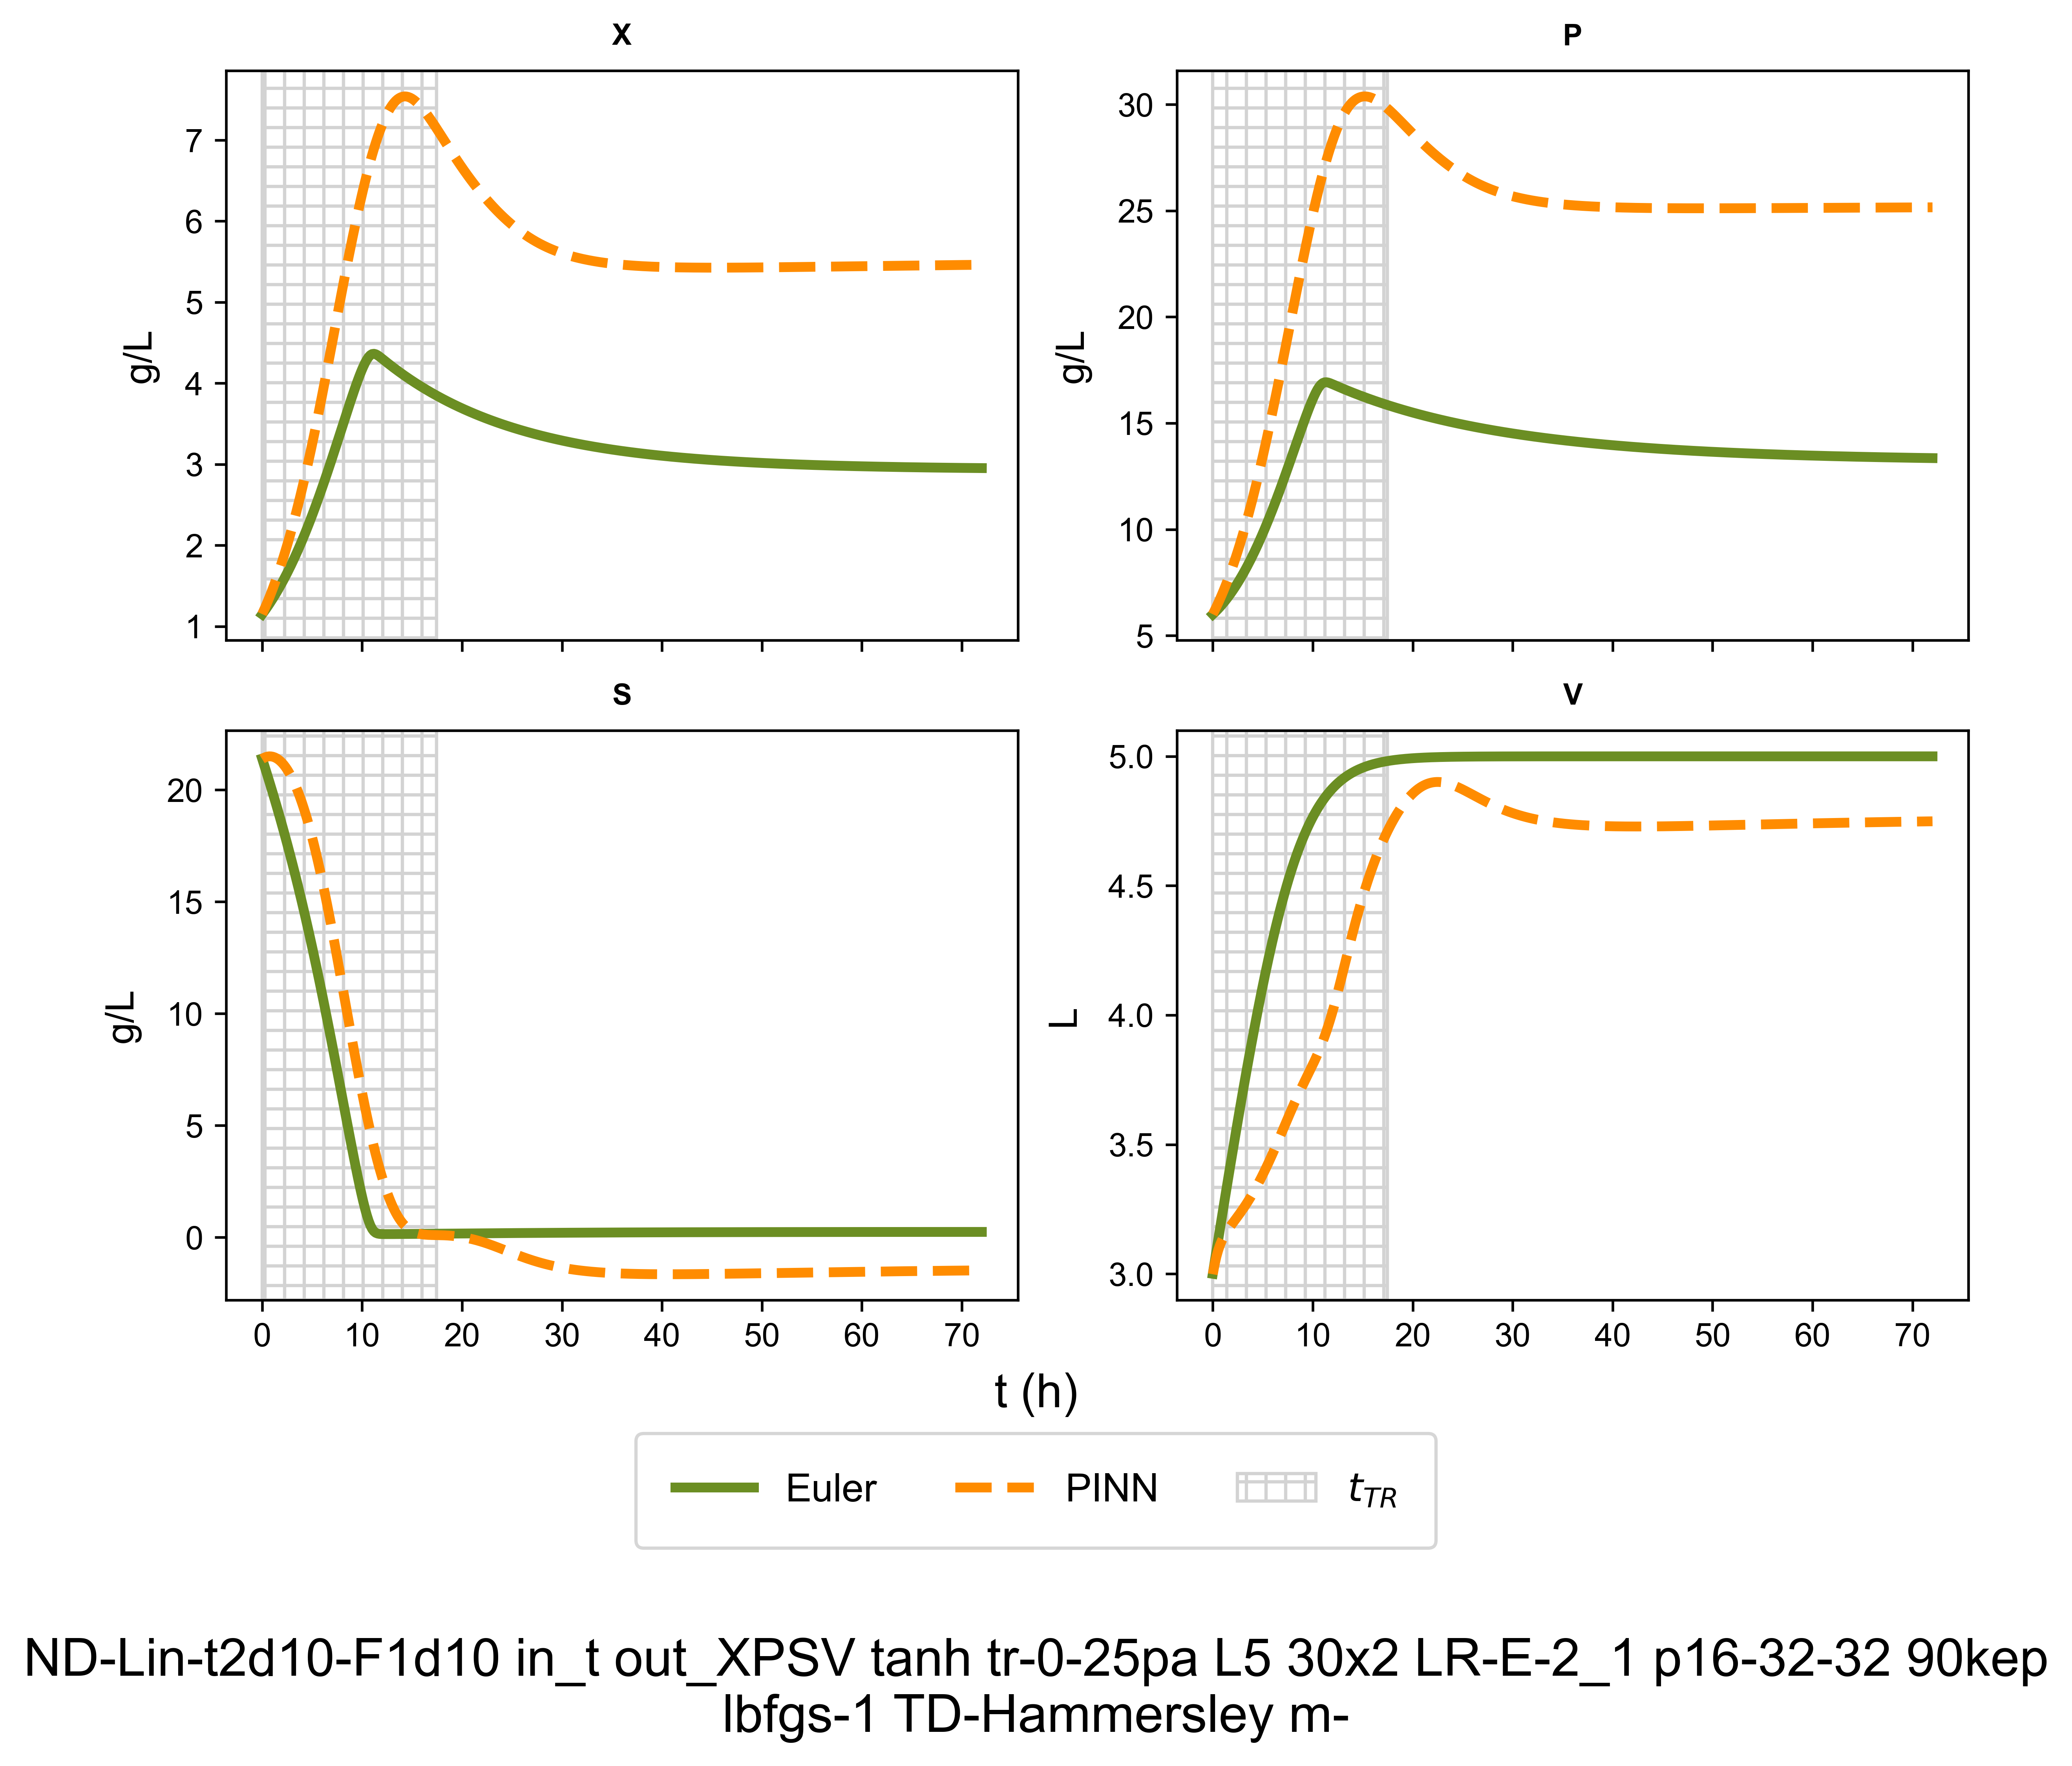 X
P
g/L
7
6
5
4
3
2
1
g/L
30
25
20
15
10
5
S
V
g/L
20
15
10
5
0
L
5.0
4.5
4.0
3.5
3.0
0 10 20 30 40 50 60 70
0 10 20 30 40 50 60 70
t (h)
Euler PINN t_{TR}
ND-Lin-t2d10-F1d10 in_t out_XPSV tanh tr-0-25pa L5 30x2 LR-E-2_1 p16-32-32 90kep
lbfgs-1 TD-Hammersley m-